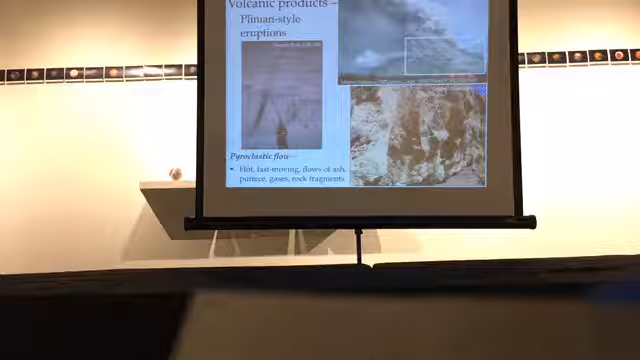 Volcanic products –
Plinian-style
eruptions
Pyroclastic flow—
• Hot, fast-moving, flows of ash,
pumice, gases, rock fragments